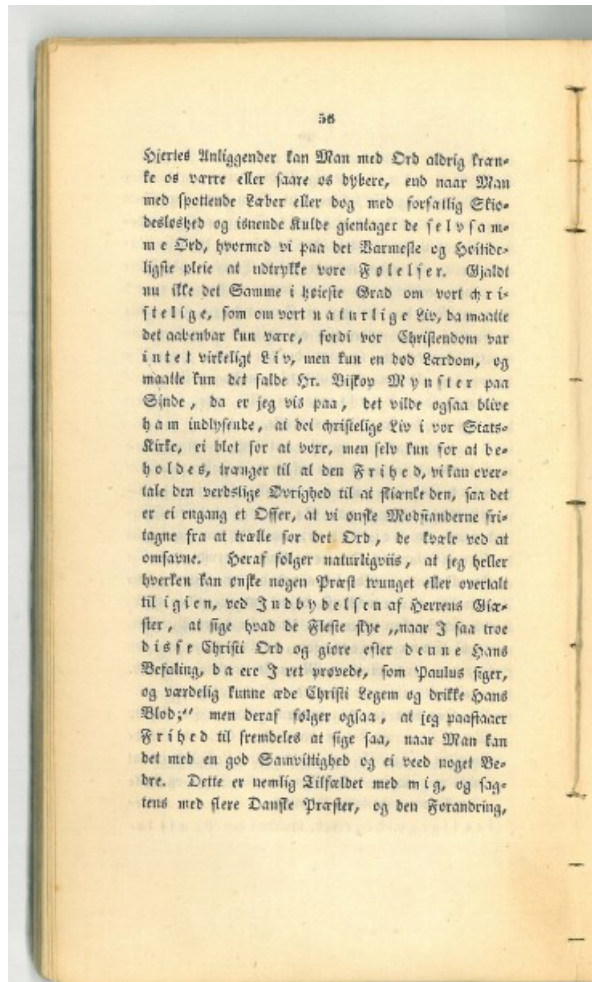 56
Hjertes Anliggender kan Man med Ord aldrig kræn-
ke os værre eller saare os dybere, end naar Man
med spottende Læber eller dog med forsætlig Skjø-
desløshed og isnende Kulde gientager de selvsam-
me Ord, hvormed vi paa det Varmeste og Høitide-
ligste pleie at udtrykke vore Følelser. Gjaldt
nu ikke det Samme i høieste Grad om vort chri-
stelige, som om vort naturlige Liv, da maatte
det aabenbar kun være, fordi vor Christendom var
intet virkeligt Liv, men kun en død Lærdom, og
maatte kun det falde Hr. Biskop Mynster paa
Sinde, da er jeg vis paa, det vilde ogsaa blive
ham indlysende, at det christelige Liv i vor Stats-
Kirke, ei blot for at voxe, men selv kun for at be-
holdes, trænger til al den Frihed, vi kan over-
tale den verdslige Øvrighed til at skiænke den, saa det
er ei engang et Offer, at vi ønske Modstanderne fri-
tagne fra at trælle for det Ord, de kvæle ved at
omfavne. Heraf følger naturligviis, at jeg heller
hverken kan ønske nogen Præst tvunget eller overtalt
til igien, ved Indbydelsen af Herrens Giæ-
ster, at sige hvad de Fleste skye „naar I saa troe
disse Christi Ord og giøre efter denne Hans
Befaling, da ere I ret prøvede, som Paulus siger,
og værdelig kunne æde Christi Legem og drikke Hans
Blod;“ men deraf følger ogsaa, at jeg paastaaer
Frihed til fremdeles at sige saa, naar Man kan
det med en god Samvittighed og ei veed noget Be-
dre. Dette er nemlig Tilfældet med mig, og sag-
tens med flere Danske Præster, og den Forandring,